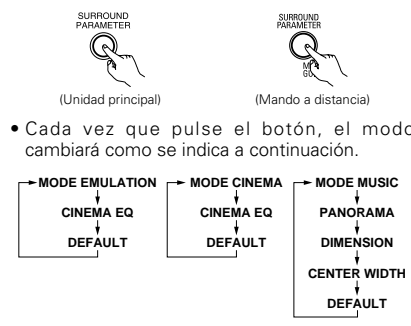 SURROUND
PARAMETER
SURROUND
PARAMETER
(Unidad principal)
(Mando a distancia)
• Cada vez que pulse el botón, el modo
cambiará como se indica a continuación.
MODE EMULATION
CINEMA EQ
DEFAULT
MODE CINEMA
CINEMA EQ
DEFAULT
MODE MUSIC
PANORAMA
DIMENSION
CENTER WIDTH
DEFAULT